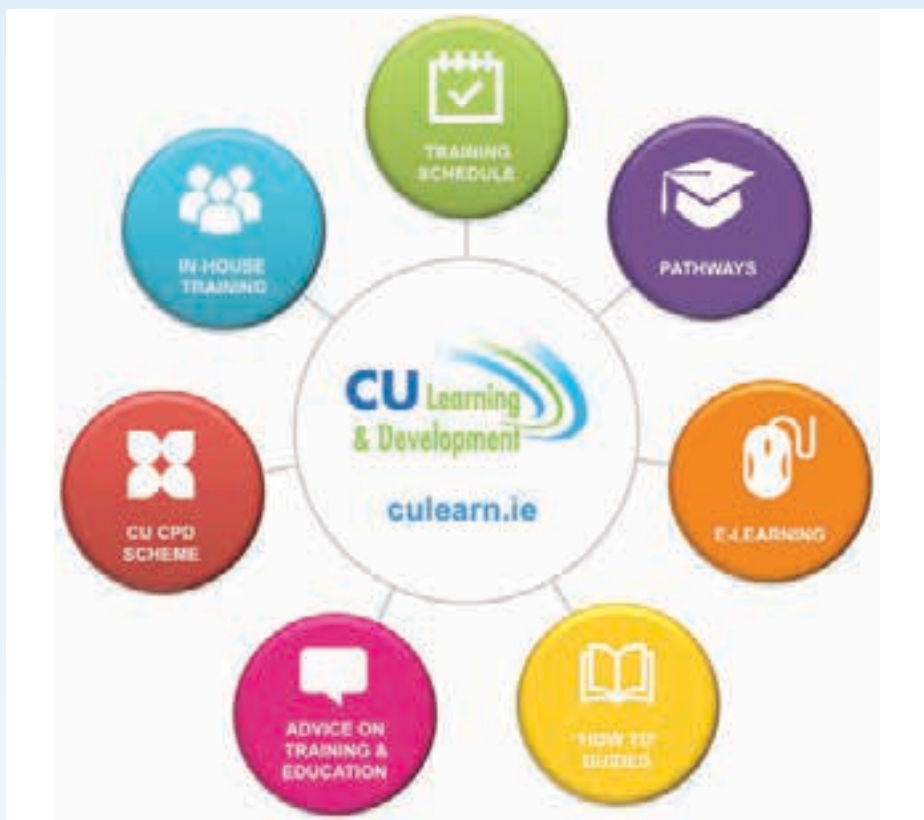 TRAINING
SCHEDULE
PATHWAYS
E-LEARNING
"HOW TO"
GUIDES
ADVICE ON
TRAINING &
EDUCATION
CU CPD
SCHEME
IN-HOUSE
TRAINING
CU Learning
& Development
culearn.ie